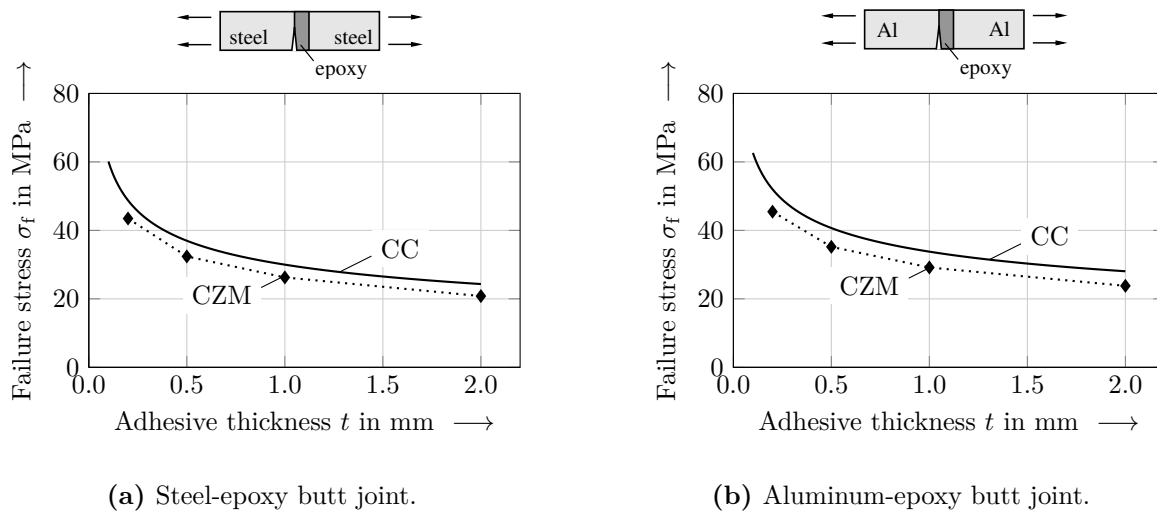 steel steel
epoxy
Failure stress σf in MPa ⟶
80
60
40
20
0
CC
CZM
0.0 0.5 1.0 1.5 2.0
Adhesive thickness t in mm ⟶
(a) Steel-epoxy butt joint.
Al Al
epoxy
Failure stress σf in MPa ⟶
80
60
40
20
0
CC
CZM
0.0 0.5 1.0 1.5 2.0
Adhesive thickness t in mm ⟶
(b) Aluminum-epoxy butt joint.